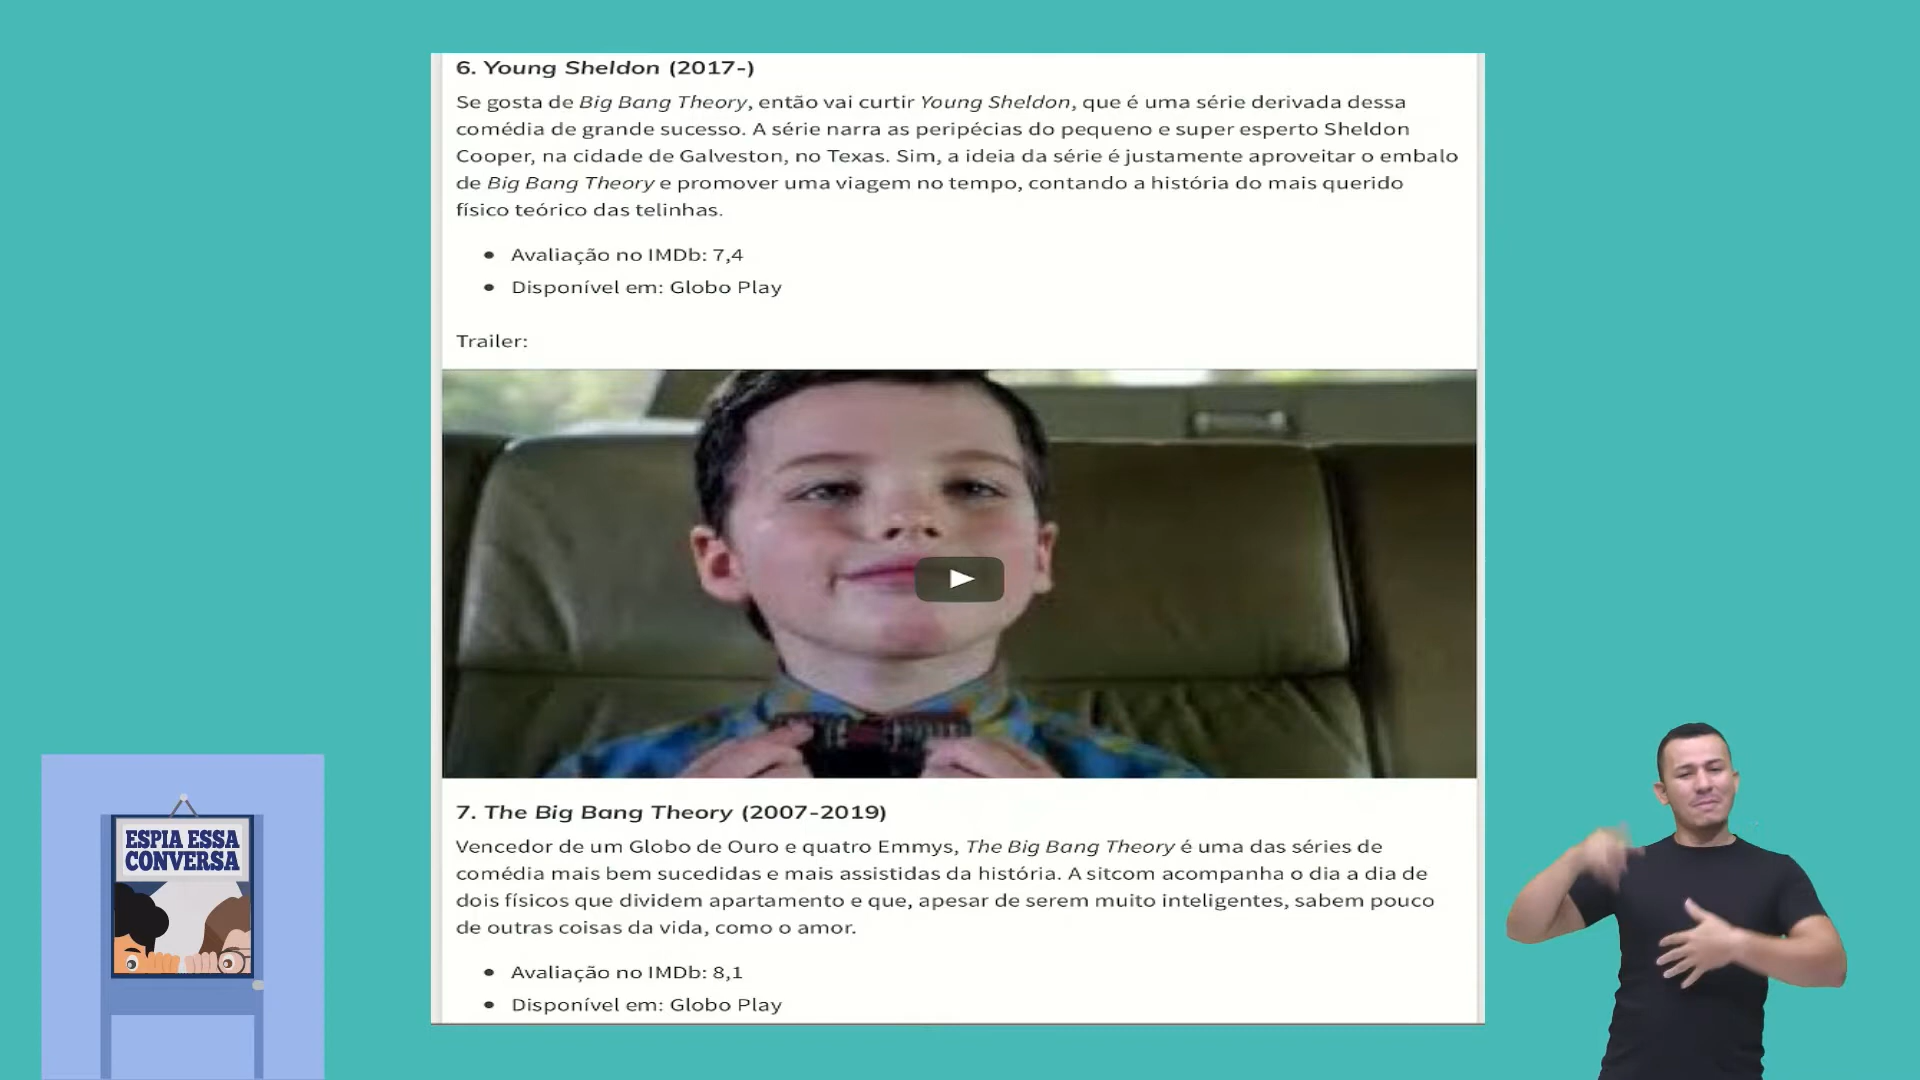 6. Young Sheldon (2017-)
Se gosta de Big Bang Theory, então vai curtir Young Sheldon, que é uma série derivada dessa
comédia de grande sucesso. A série narra as peripécias do pequeno e super esperto Sheldon
Cooper, na cidade de Galveston, no Texas. Sim, a ideia da série é justamente aproveitar o embalo
de Big Bang Theory e promover uma viagem no tempo, contando a história do mais querido
físico teórico das telinhas.
Avaliação no IMDb: 7,4
Disponível em: Globo Play
Trailer:
7. The Big Bang Theory (2007-2019)
Vencedor de um Globo de Ouro e quatro Emmys, The Big Bang Theory é uma das séries de
comédia mais bem sucedidas e mais assistidas da história. A sitcom acompanha o dia a dia de
dois físicos que dividem apartamento e que, apesar de serem muito inteligentes, sabem pouco
de outras coisas da vida, como o amor.
Avaliação no IMDb: 8,1
Disponível em: Globo Play
ESPIA ESSA
CONVERSA